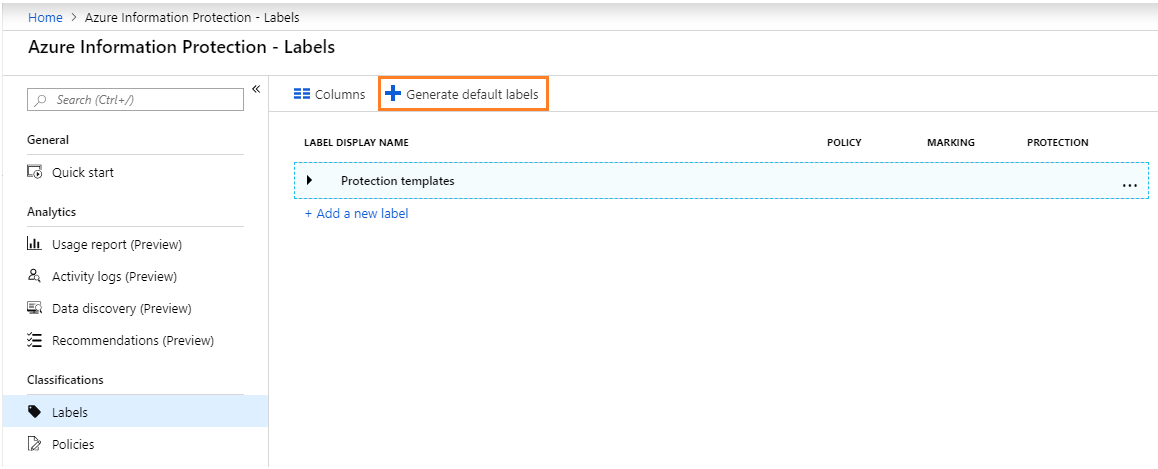 Home > Azure Information Protection - Labels
Azure Information Protection - Labels
Search (Ctrl+/)
«
General
Quick start
Analytics
Usage report (Preview)
Activity logs (Preview)
Data discovery (Preview)
Recommendations (Preview)
Classifications
Labels
Policies
Columns
Generate default labels
LABEL DISPLAY NAME POLICY MARKING PROTECTION
Protection templates ...
+ Add a new label